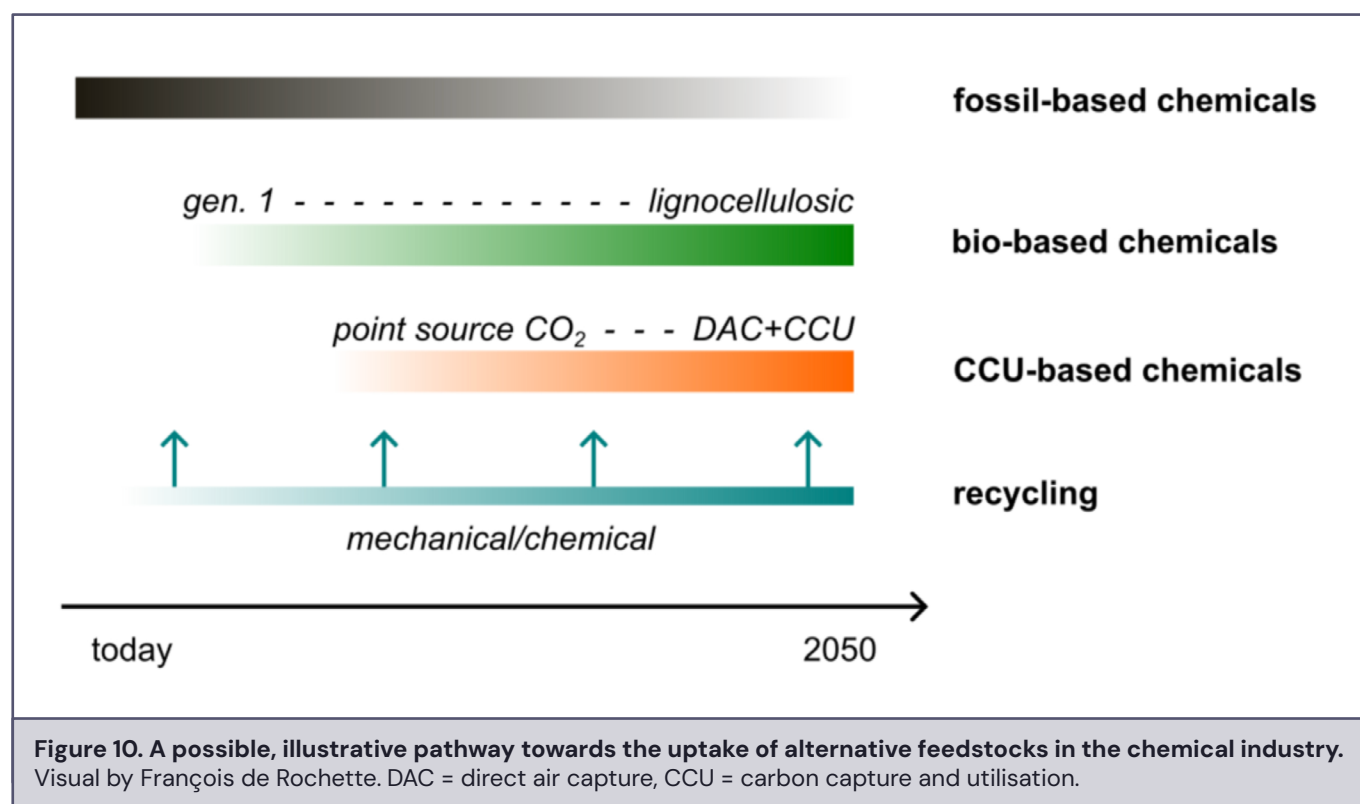 fossil-based chemicals
gen. 1 - - - - - - - - - - - - - lignocellulosic
bio-based chemicals
point source CO₂ - - - DAC+CCU
CCU-based chemicals
recycling
mechanical/chemical
today 2050
Figure 10. A possible, illustrative pathway towards the uptake of alternative feedstocks in the chemical industry.
Visual by François de Rochette. DAC = direct air capture, CCU = carbon capture and utilisation.